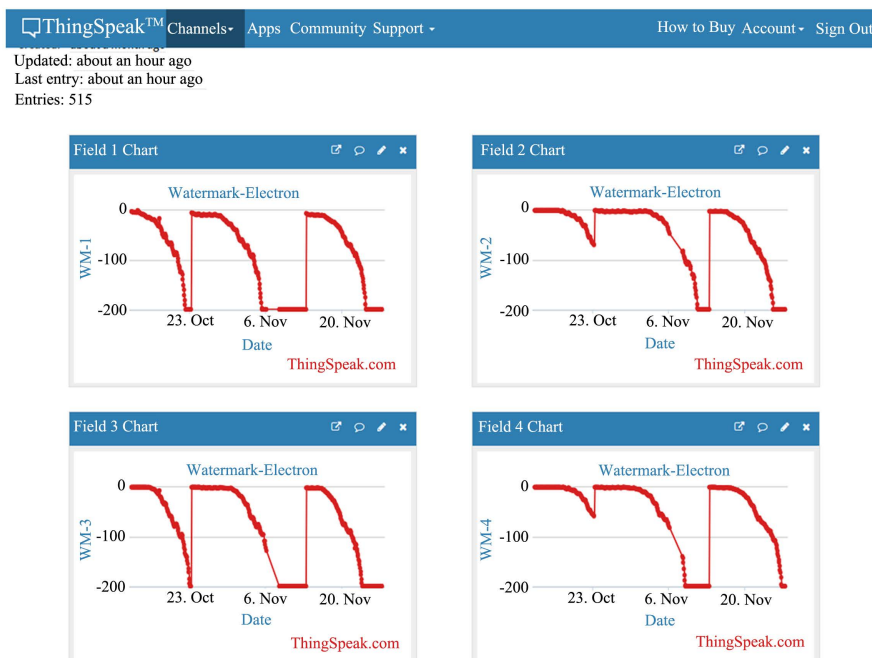 ThingSpeak™ Channels Apps Community Support How to Buy Account Sign Out
Updated: about an hour ago
Last entry: about an hour ago
Entries: 515
Field 1 Chart
Watermark-Electron
WM-1
0
-100
-200
23. Oct 6. Nov 20. Nov
Date
ThingSpeak.com
Field 2 Chart
Watermark-Electron
WM-2
0
-100
-200
23. Oct 6. Nov 20. Nov
Date
ThingSpeak.com
Field 3 Chart
Watermark-Electron
WM-3
0
-100
-200
23. Oct 6. Nov 20. Nov
Date
ThingSpeak.com
Field 4 Chart
Watermark-Electron
WM-4
0
-100
-200
23. Oct 6. Nov 20. Nov
Date
ThingSpeak.com